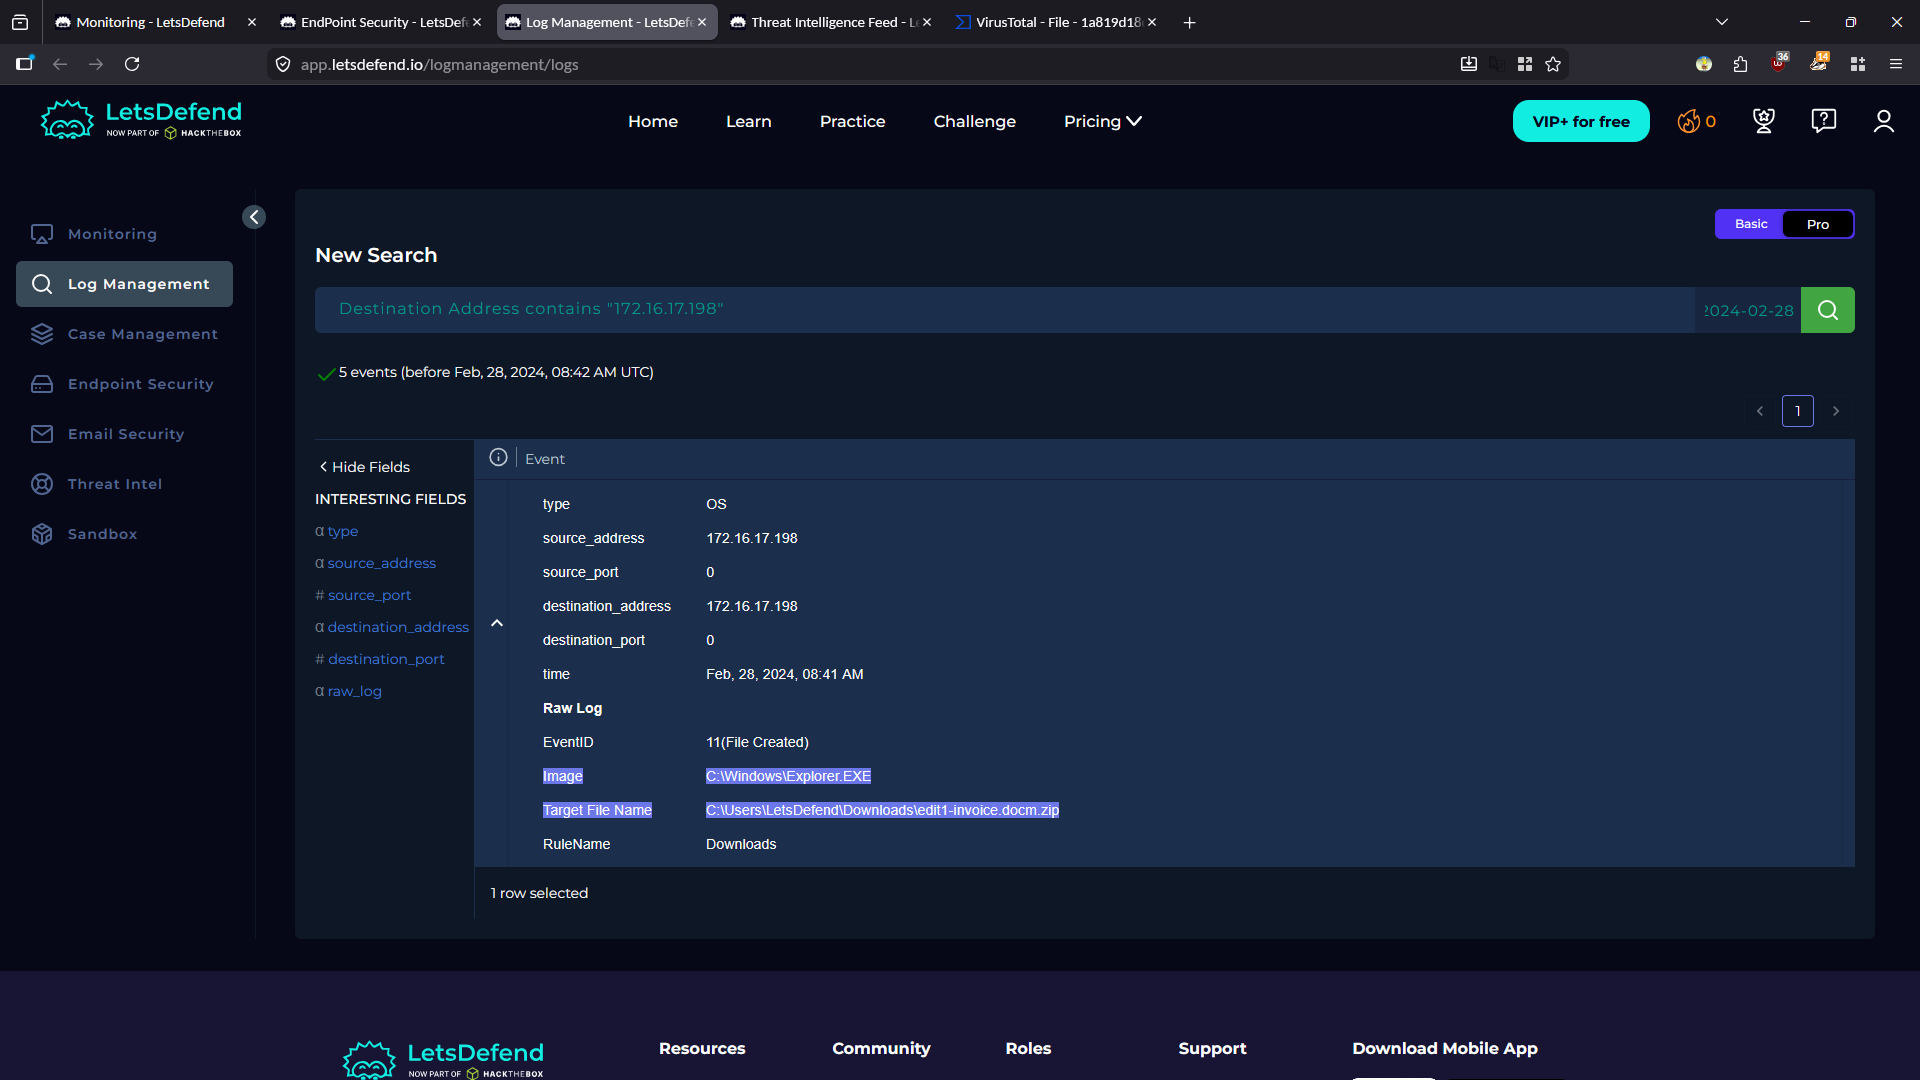 Monitoring - LetsDefend
EndPoint Security - LetsDef
Log Management - LetsDef
Threat Intelligence Feed - L
VirusTotal - File - 1a819d18
app.letsdefend.io/logmanagement/logs
36
14
LetsDefend
NOW PART OF HACKTHEBOX
Home
Learn
Practice
Challenge
Pricing
VIP+ for free
0
Monitoring
Log Management
Case Management
Endpoint Security
Email Security
Threat Intel
Sandbox
Basic
Pro
New Search
Destination Address contains "172.16.17.198"
2024-02-28
5 events (before Feb, 28, 2024, 08:42 AM UTC)
1
Hide Fields
INTERESTING FIELDS
α type
α source_address
# source_port
α destination_address
# destination_port
α raw_log
Event
type OS
source_address 172.16.17.198
source_port 0
destination_address 172.16.17.198
destination_port 0
time Feb, 28, 2024, 08:41 AM
Raw Log
EventID 11(File Created)
Image C:\Windows\Explorer.EXE
Target File Name C:\Users\LetsDefend\Downloads\edit1-invoice.docm.zip
RuleName Downloads
1 row selected
LetsDefend
NOW PART OF HACKTHEBOX
Resources
Community
Roles
Support
Download Mobile App